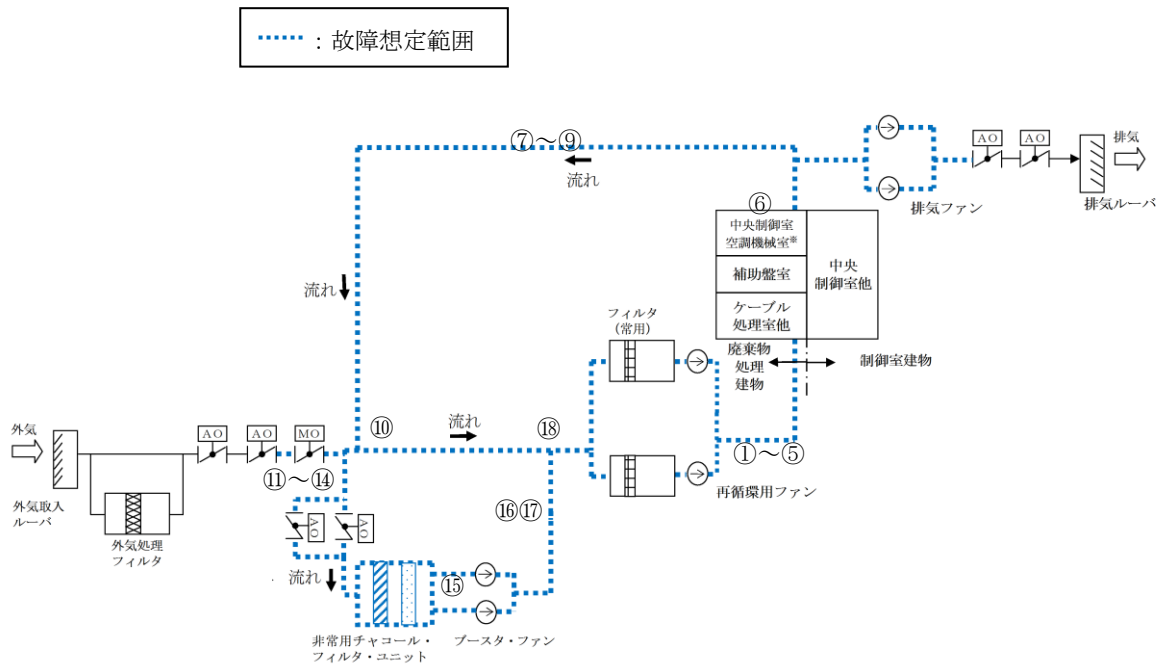 ：故障想定範囲
⑦～⑨
流れ
AO
AO
排気
排気ファン
排気ルーバ
⑥
中央制御室
空調機械室※
補助盤室
ケーブル
処理室他
中央
制御室他
廃棄物
処理
建物
制御室建物
流れ
フィルタ
(常用)
外気
AO
AO
MO
⑩
流れ
⑱
①～⑤
再循環用ファン
⑪～⑭
外気取入
ルーバ
外気処理
フィルタ
⑯⑰
AO
AO
流れ
⑮
非常用チャコール・
フィルタ・ユニット
ブースタ・ファン